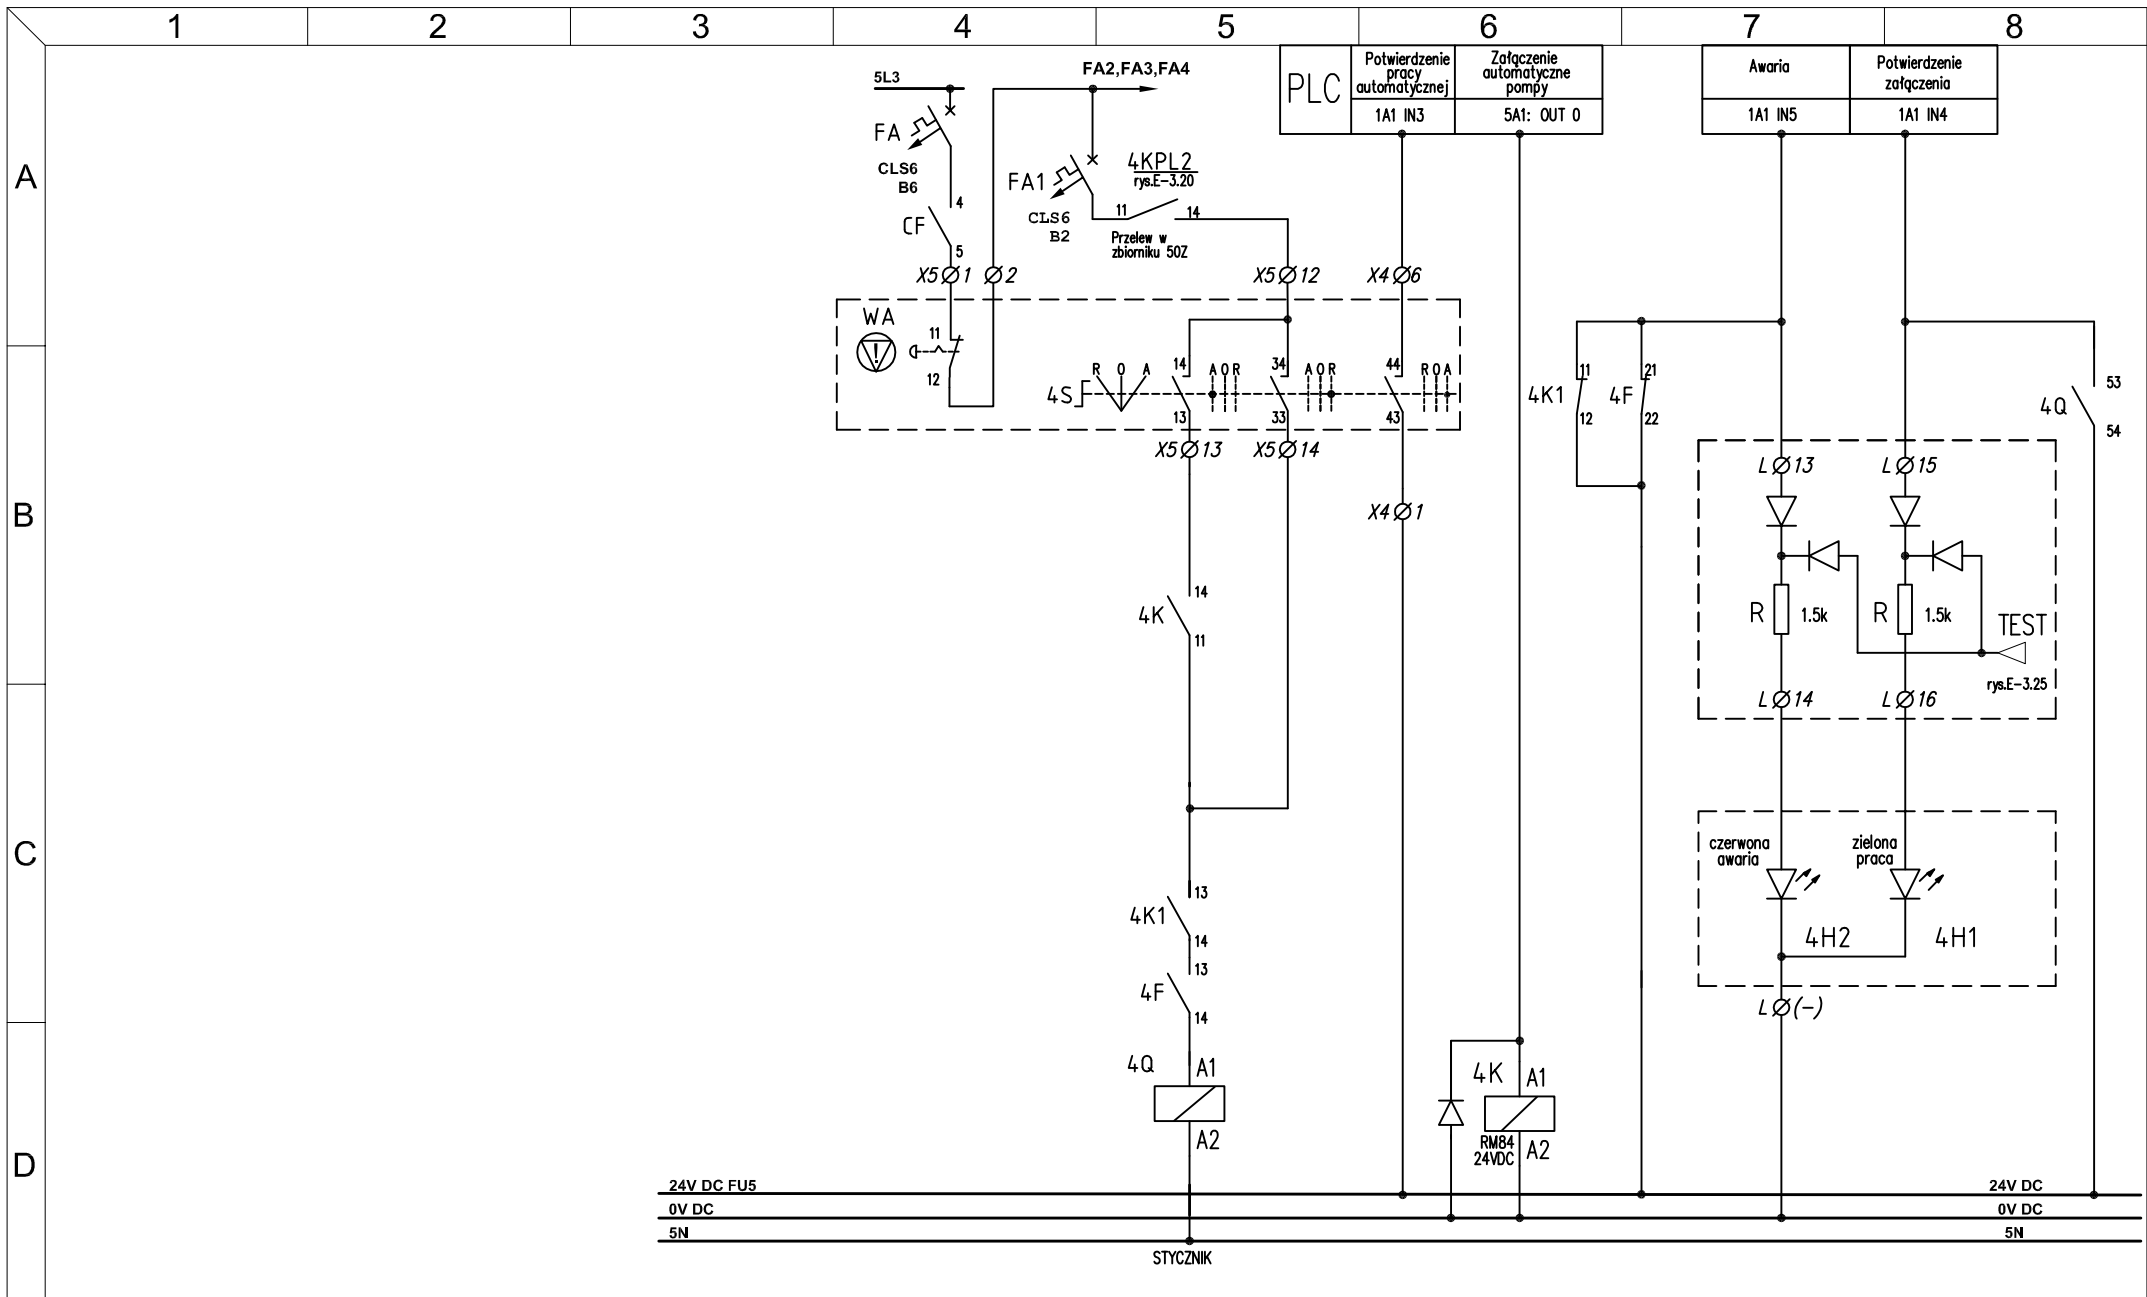 1 2 3 4 5 6 7 8
A
B
C
D
5L3
FA2,FA3,FA4
FA
CLS6
B6
4
CF
5
X5 1
2
FA1
CLS6
B2
4KPL2
rys.E-3.20
11 14
Przelew w
zbiorniku 50Z
X5 12
X4 6
PLC
Potwierdzenie
pracy
automatycznej
1A1 IN3
Załączenie
automatyczne
pompy
5A1: OUT 0
Awaria
1A1 IN5
Potwierdzenie
załączenia
1A1 IN4
WA
11
12
4S
R O A
14
13
A O R
34
33
A O R
44
43
R O A
X5 13
X5 14
X4 1
4K1
11
12
4F
21
22
4Q
53
54
L 13
L 15
R 1.5k
R 1.5k
TEST
rys.E-3.25
L 14
L 16
4K
14
11
4K1
13
14
4F
13
14
4Q
A1
A2
4K
A1
RM84
24VDC
A2
czerwona
awaria
zielona
praca
4H2
4H1
L (-)
24V DC FU5
24V DC
0V DC
0V DC
5N
5N
STYCZNIK